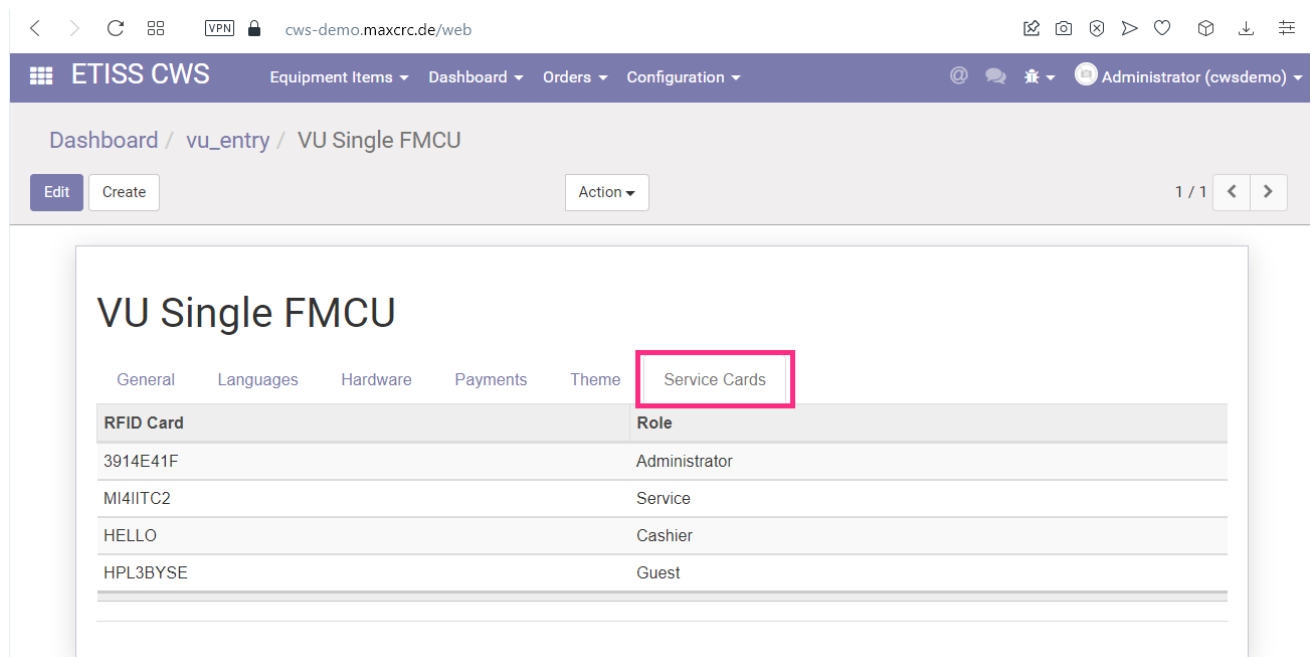 VPN cws-demo.maxcrc.de/web
ETISS CWS Equipment Items Dashboard Orders Configuration @ Administrator (cwsdemo)
Dashboard / vu_entry / VU Single FMCU
Edit Create Action 1 / 1
VU Single FMCU
General Languages Hardware Payments Theme Service Cards
RFID Card Role
3914E41F Administrator
MI4IITC2 Service
HELLO Cashier
HPL3BYSE Guest